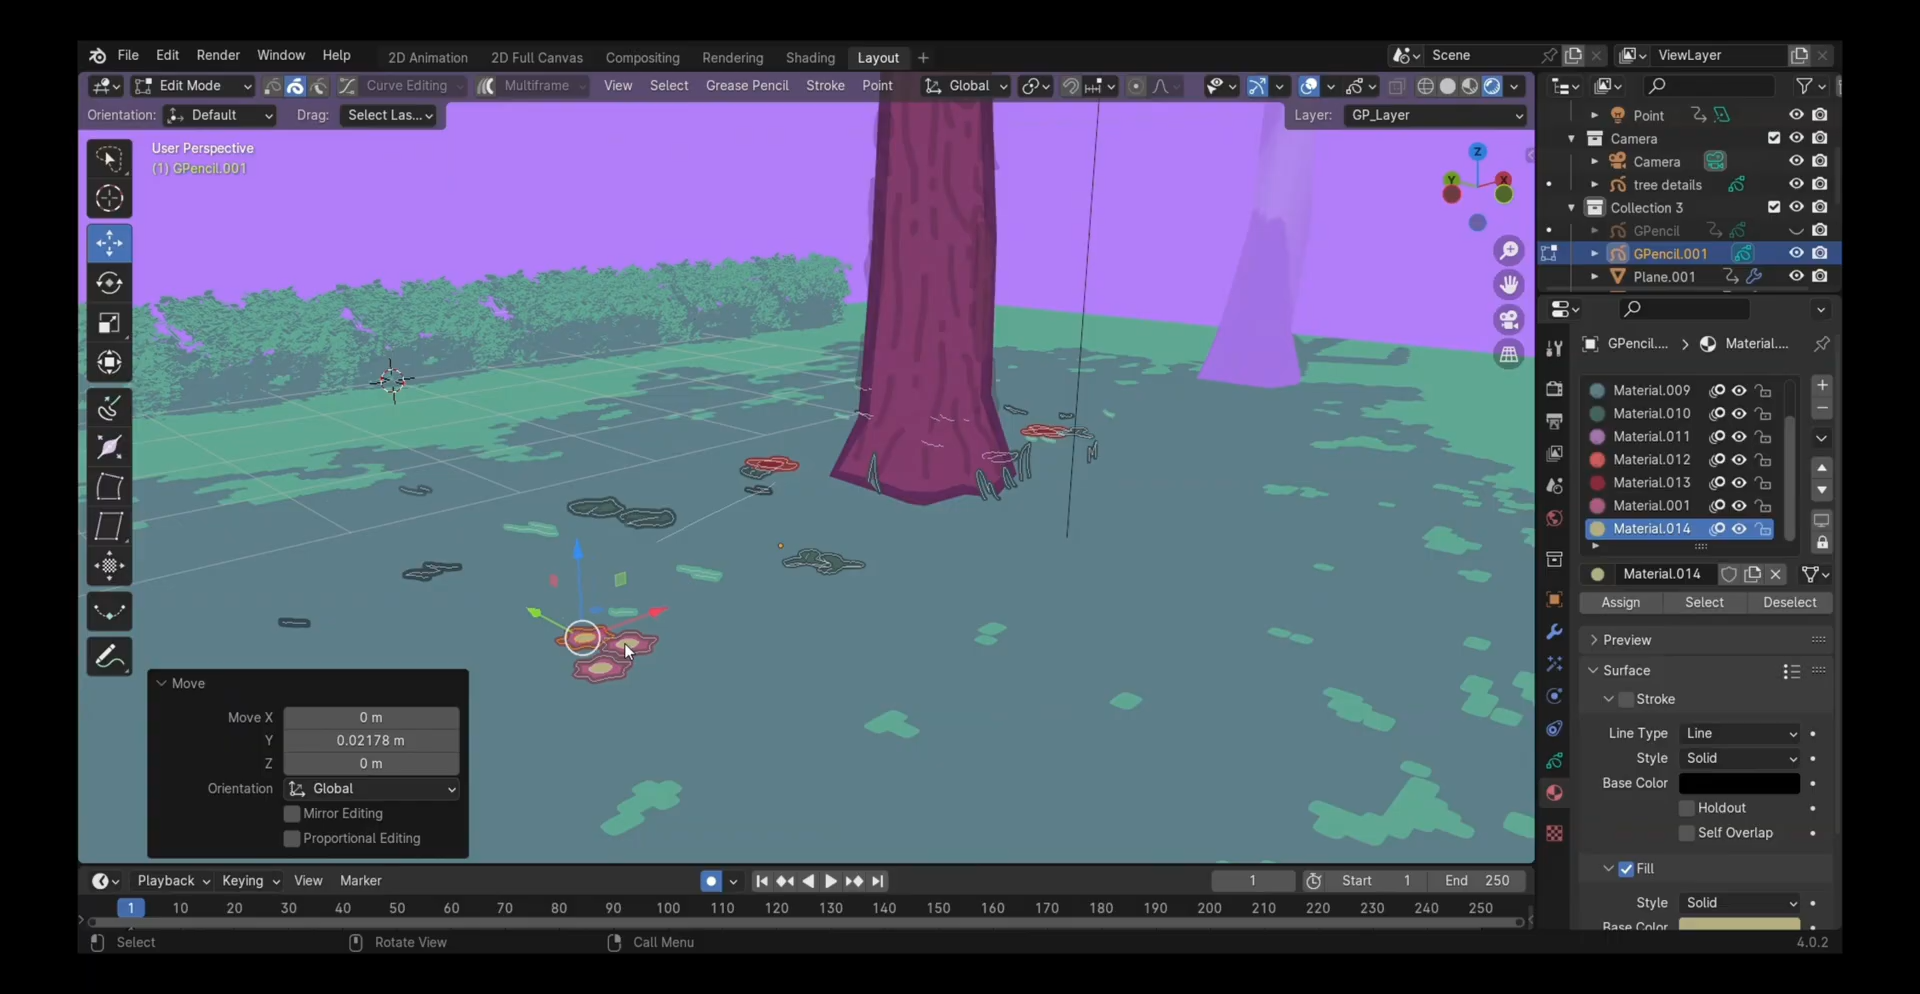 File Edit Render Window Help 2D Animation 2D Full Canvas Compositing Rendering Shading Layout + Scene ViewLayer
Edit Mode Curve Editing Multiframe View Select Grease Pencil Stroke Point Global
Orientation: Default Drag: Select Las... Layer: GP_Layer
User Perspective
(1) GPencil.001
Z
Y
X
Point
Camera
Camera
tree details
Collection 3
GPencil
GPencil.001
Plane.001
GPencil.... > Material....
Material.009
Material.010
Material.011
Material.012
Material.013
Material.001
Material.014
Material.014
Assign Select Deselect
Preview
Surface
Stroke
Line Type Line
Style Solid
Base Color
Holdout
Self Overlap
Fill
Style Solid
Base Color
Move
Move X 0 m
Y 0.02178 m
Z 0 m
Orientation Global
Mirror Editing
Proportional Editing
Playback Keying View Marker 1 Start 1 End 250
1 10 20 30 40 50 60 70 80 90 100 110 120 130 140 150 160 170 180 190 200 210 220 230 240 250
Select Rotate View Call Menu 4.0.2